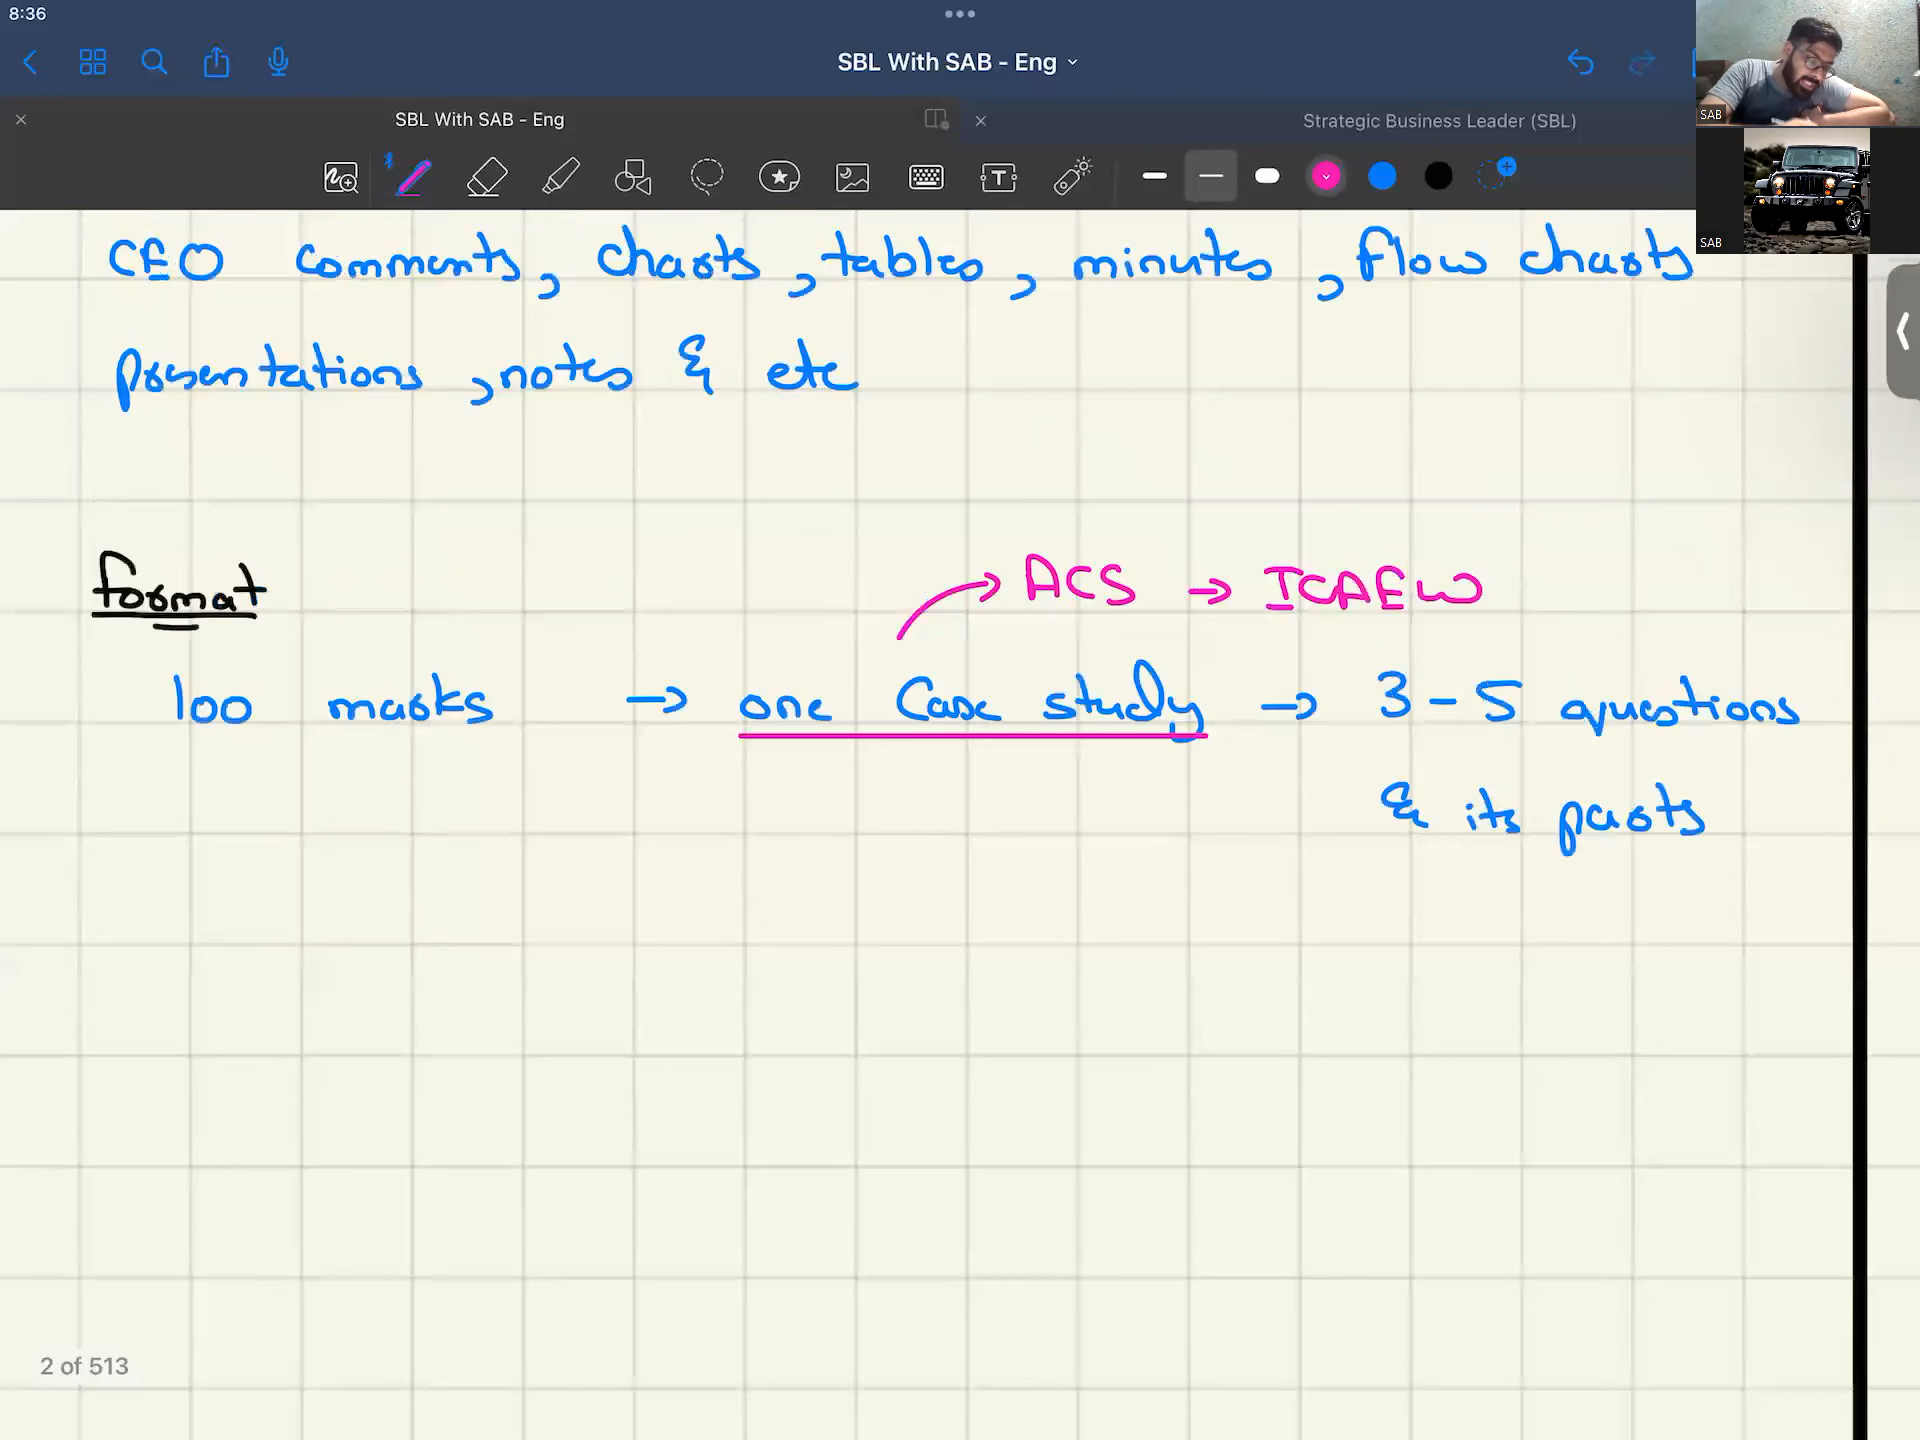 8:36
SBL With SAB - Eng
SBL With SAB - Eng
Strategic Business Leader (SBL)
SAB
SAB
CEO comments, charts, tables, minutes, flow charts
presentations, notes & etc
format
ACS → ICAEW
100 marks → one Case study → 3-5 questions
& its parts
2 of 513